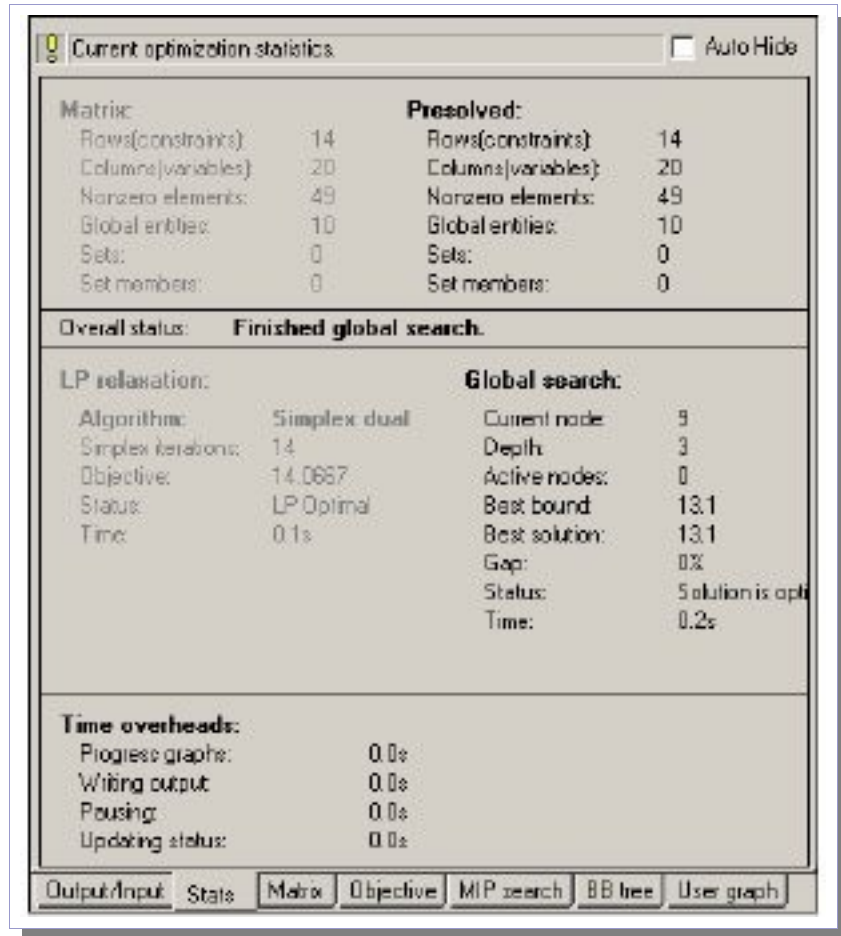 Current optimization statistics.
Auto Hide
Matrix:
Rows(constraints): 14
Columns(variables): 20
Nonzero elements: 49
Global entities: 10
Sets: 0
Set members: 0
Presolved:
Rows(constraints): 14
Columns(variables): 20
Nonzero elements: 49
Global entities: 10
Sets: 0
Set members: 0
Overall status: Finished global search.
LP relaxation:
Algorithm: Simplex dual
Simplex iterations: 14
Objective: 14.0667
Status: LP Optimal
Time: 0.1s
Global search:
Current node: 9
Depth: 3
Active nodes: 0
Best bound: 13.1
Best solution: 13.1
Gap: 0%
Status: Solution is opti
Time: 0.2s
Time overheads:
Progress graphs: 0.0s
Writing output: 0.0s
Pausing: 0.0s
Updating status: 0.0s
Output/Input Stats Matrix Objective MIP search BB tree User graph